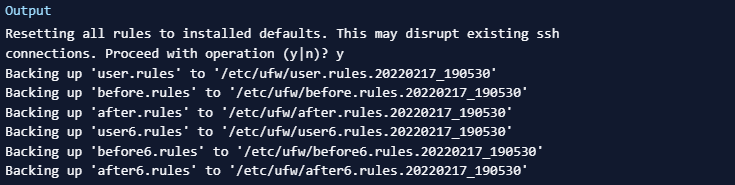 Output
Resetting all rules to installed defaults. This may disrupt existing ssh
connections. Proceed with operation (y|n)? y
Backing up 'user.rules' to '/etc/ufw/user.rules.20220217_190530'
Backing up 'before.rules' to '/etc/ufw/before.rules.20220217_190530'
Backing up 'after.rules' to '/etc/ufw/after.rules.20220217_190530'
Backing up 'user6.rules' to '/etc/ufw/user6.rules.20220217_190530'
Backing up 'before6.rules' to '/etc/ufw/before6.rules.20220217_190530'
Backing up 'after6.rules' to '/etc/ufw/after6.rules.20220217_190530'